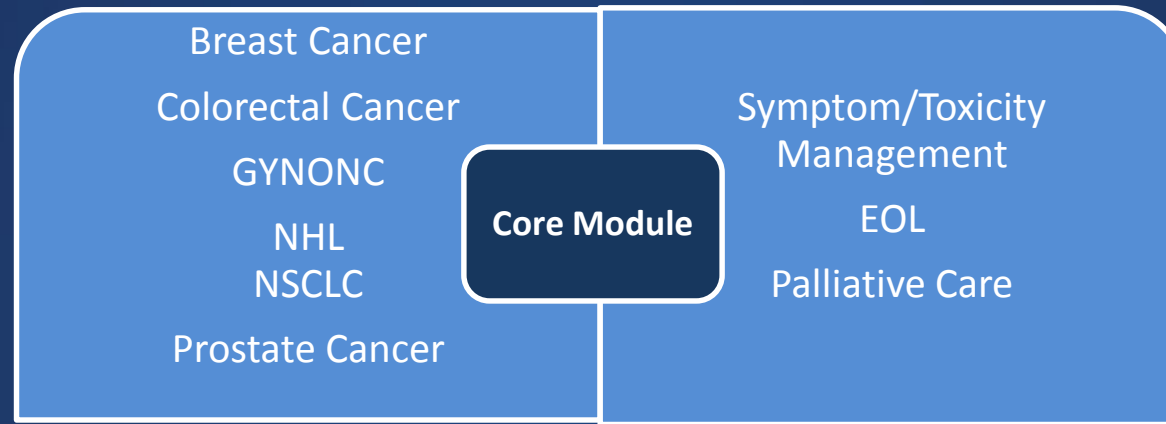 Breast Cancer
Colorectal Cancer
GYNONC
NHL
NSCLC
Prostate Cancer
Core Module
Symptom/Toxicity
Management
EOL
Palliative Care